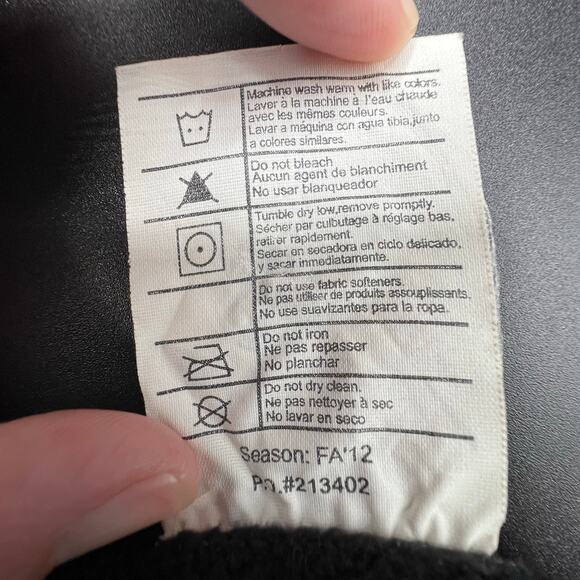 Machine wash warm with like colors.
Laver à la machine à l'eau chaude
avec les mêmes couleurs.
Lavar a máquina con agua tibia,junto
a colores similares.
Do not bleach
Aucun agent de blanchiment
No usar blanqueador
Tumble dry low,remove promptly.
Sécher par culbutage à réglage bas,
retirer rapidement.
Secar en secadora en ciclo delicado,
y sacar inmediatamente.
Do not use fabric softeners.
Ne pas utiliser de produits assouplissants.
No use suavizantes para la ropa.
Do not iron
Ne pas repasser
No planchar
Do not dry clean.
Ne pas nettoyer à sec
No lavar en seco
Season: FA'12
#213402